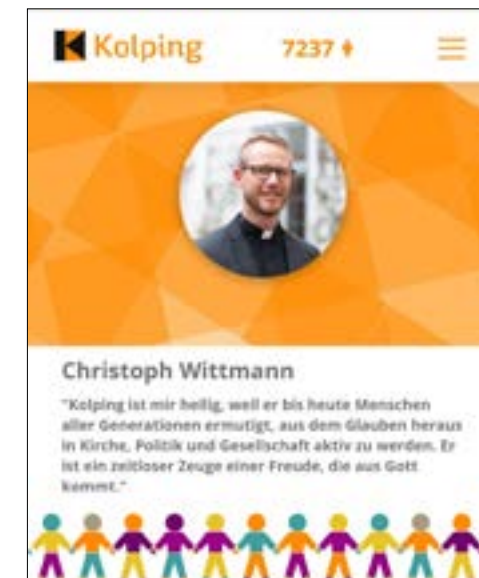 Kolping 7237
Christoph Wittmann
"Kolping ist mir heilig, weil er bis heute Menschen
aller Generationen ermutigt, aus dem Glauben heraus
in Kirche, Politik und Gesellschaft aktiv zu werden. Er
ist ein zeitloser Zeuge einer Freude, die aus Gott
kommt."